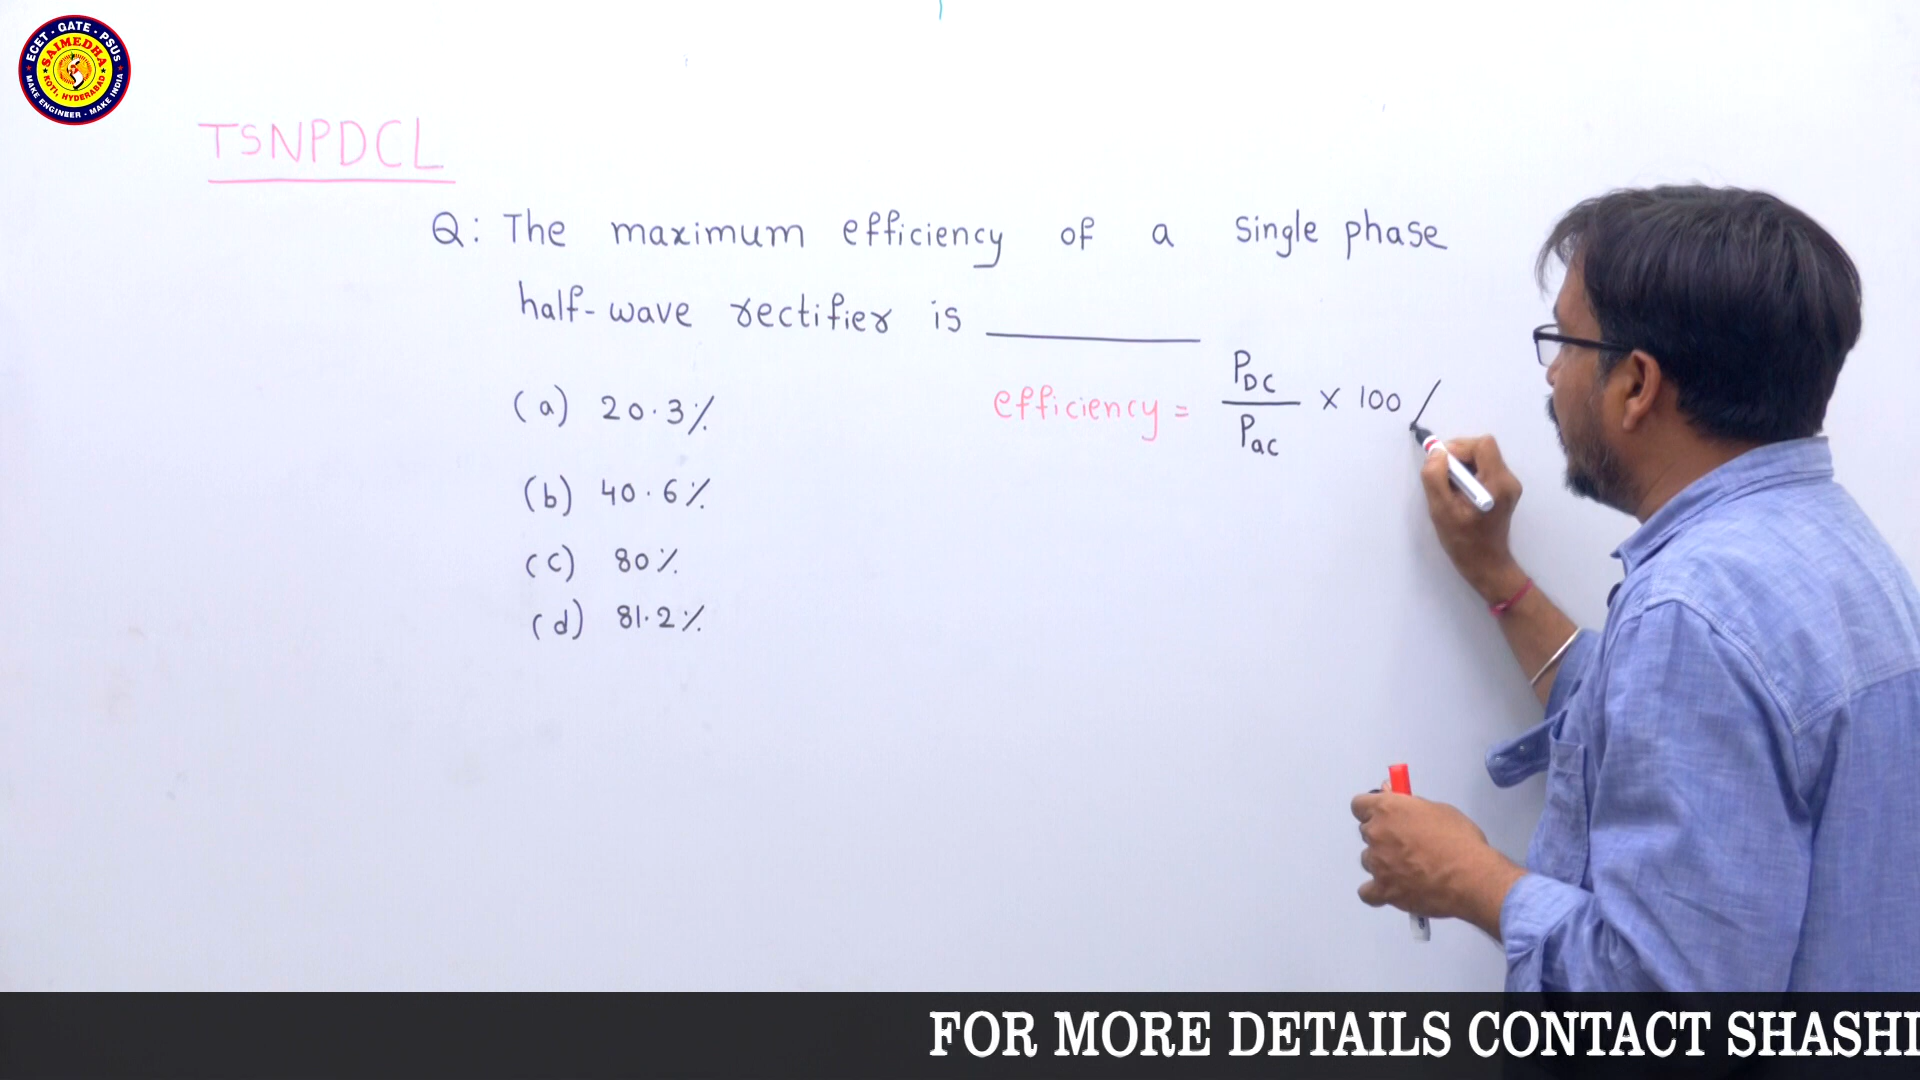 ECET - GATE - PSUS
SAIMEDHA
KOTI, HYDERABAD
MAKE ENGINEER - MAKE INDIA
TSNPDCL
Q: The maximum efficiency of a single phase
half-wave rectifier is ________
efficiency = PDC / Pac × 100 /
(a) 20.3%
(b) 40.6%
(c) 80%
(d) 81.2%
FOR MORE DETAILS CONTACT SHASHI